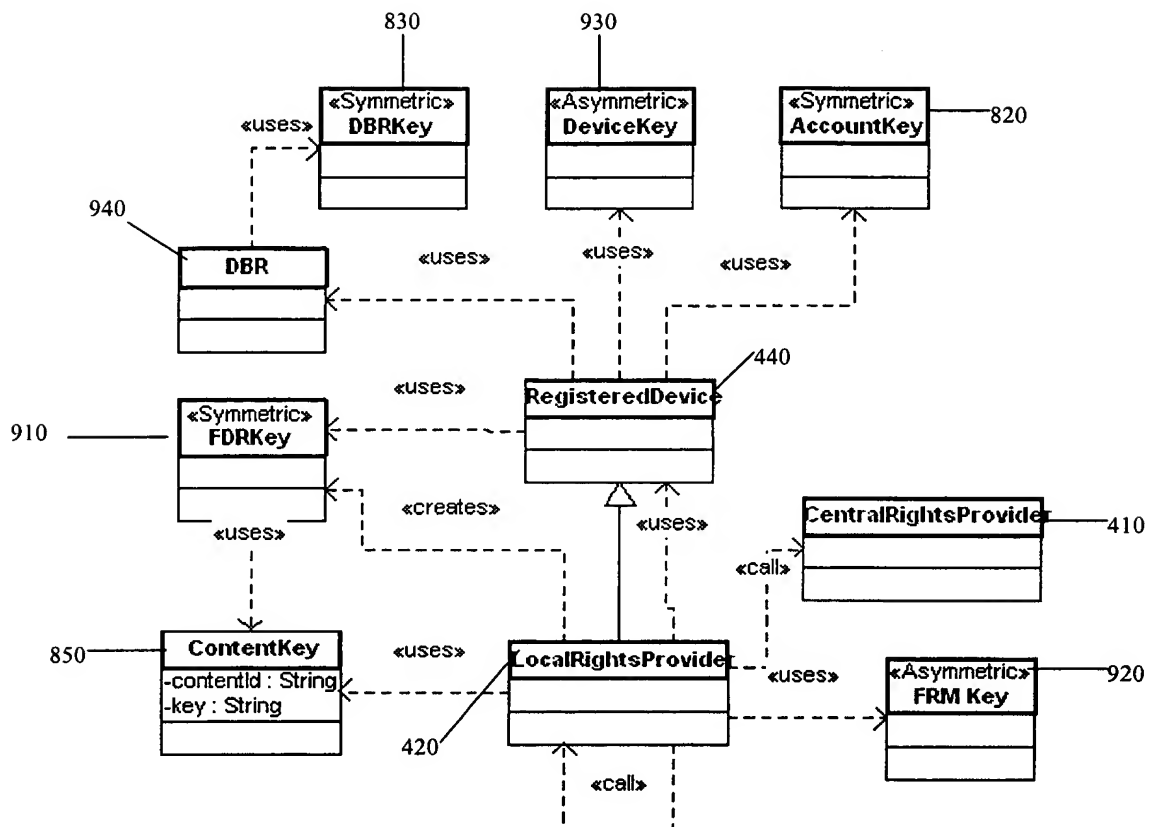 830
930
«Symmetric»
DBRKey
«Asymmetric»
DeviceKey
«Symmetric»
AccountKey
820
«uses»
940
DBR
«uses»
«uses»
«uses»
440
RegisteredDevice
«uses»
«Symmetric»
FDRKey
910
«creates»
«uses»
«uses»
CentralRightsProvider
410
«call»
ContentKey
-contentId : String
-key : String
850
«uses»
LocalRightsProvider
«uses»
«Asymmetric»
FRM Key
920
420
«call»